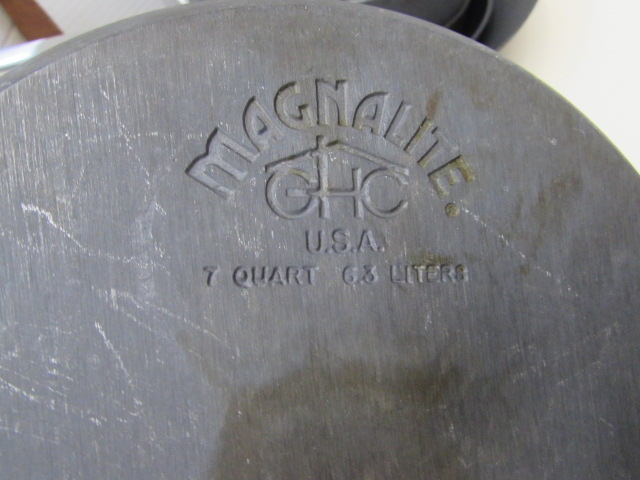 MAGNALITE
GHC
U.S.A.
7 QUART 6.3 LITERS